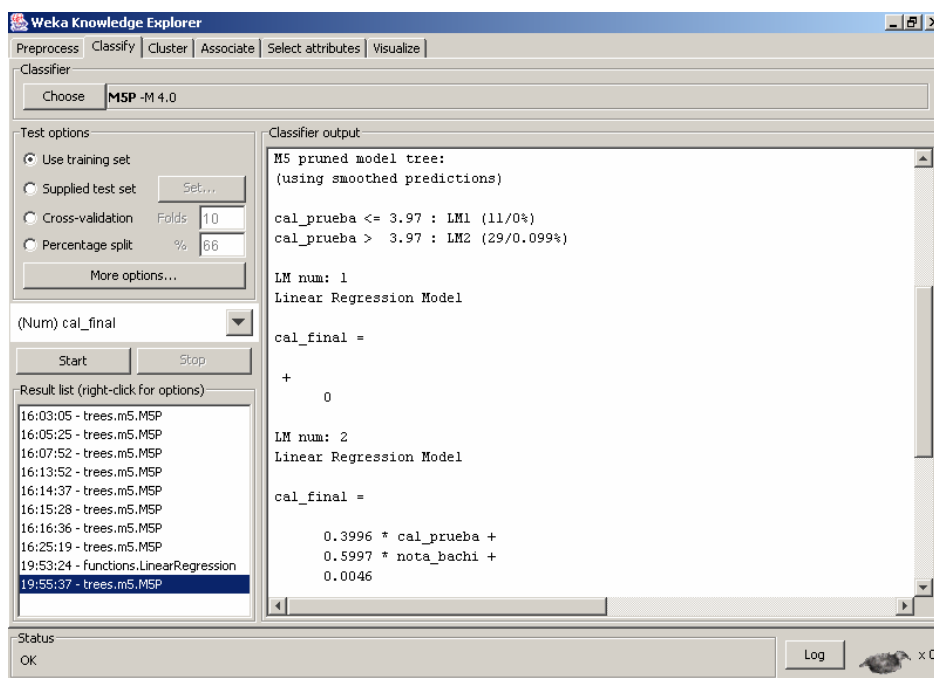 Weka Knowledge Explorer
Preprocess Classify Cluster Associate Select attributes Visualize
Classifier
Choose M5P -M 4.0
Test options
Use training set
Supplied test set Set...
Cross-validation Folds 10
Percentage split % 66
More options...
(Num) cal_final
Start Stop
Result list (right-click for options)
16:03:05 - trees.m5.M5P
16:05:25 - trees.m5.M5P
16:07:52 - trees.m5.M5P
16:13:52 - trees.m5.M5P
16:14:37 - trees.m5.M5P
16:15:28 - trees.m5.M5P
16:16:36 - trees.m5.M5P
16:25:19 - trees.m5.M5P
19:53:24 - functions.LinearRegression
19:55:37 - trees.m5.M5P
Classifier output
M5 pruned model tree:
(using smoothed predictions)
cal_prueba <= 3.97 : LM1 (11/0%)
cal_prueba > 3.97 : LM2 (29/0.099%)
LM num: 1
Linear Regression Model
cal_final =
+
0
LM num: 2
Linear Regression Model
cal_final =
0.3996 * cal_prueba +
0.5997 * nota_bachi +
0.0046
Status
OK
Log
x 0